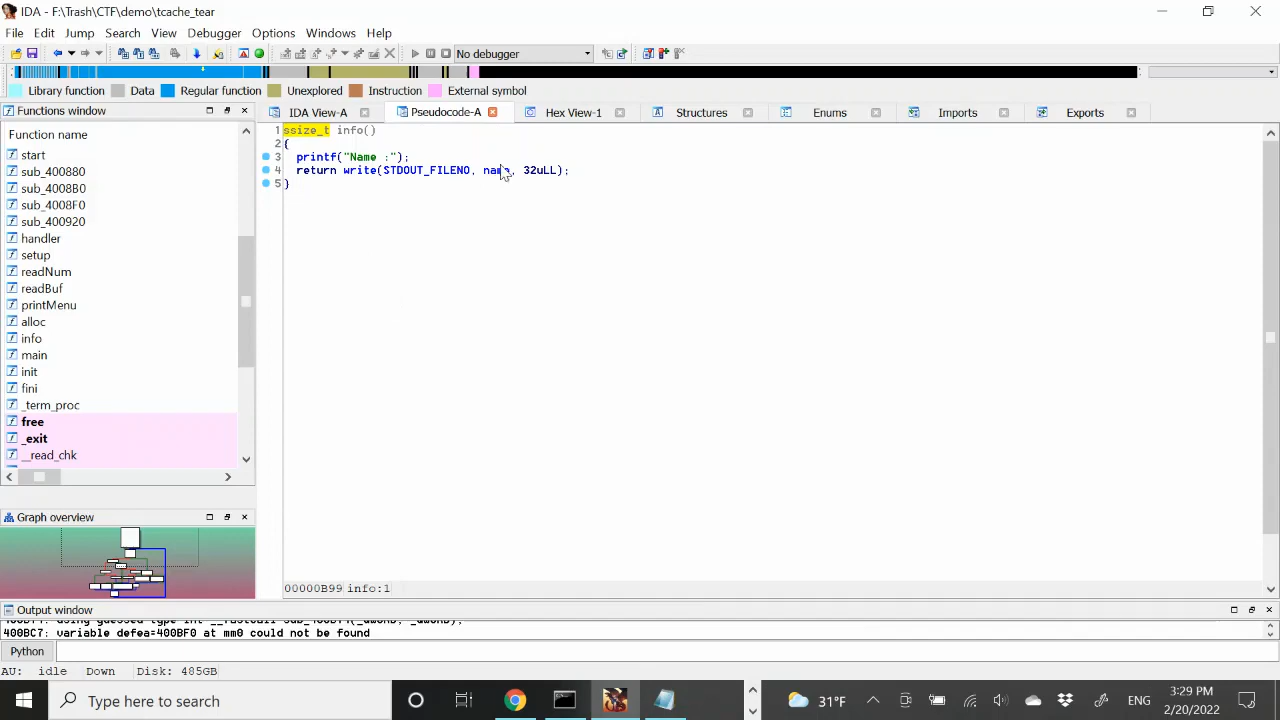 IDA - F:\Trash\CTF\demo\tcache_tear
File Edit Jump Search View Debugger Options Windows Help
No debugger
Library function Data Regular function Unexplored Instruction External symbol
Functions window
IDA View-A Pseudocode-A Hex View-1 Structures Enums Imports Exports
Function name
start
sub_400880
sub_4008B0
sub_4008F0
sub_400920
handler
setup
readNum
readBuf
printMenu
alloc
info
main
init
fini
_term_proc
free
_exit
__read_chk
1 ssize_t info()
2 {
3 printf("Name :");
4 return write(STDOUT_FILENO, name, 32uLL);
5 }
Graph overview
00000B99 info:1
Output window
400BC7: variable defea=400BF0 at mm0 could not be found
Python
AU: idle Down Disk: 485GB
Type here to search
31°F
ENG
3:29 PM
2/20/2022